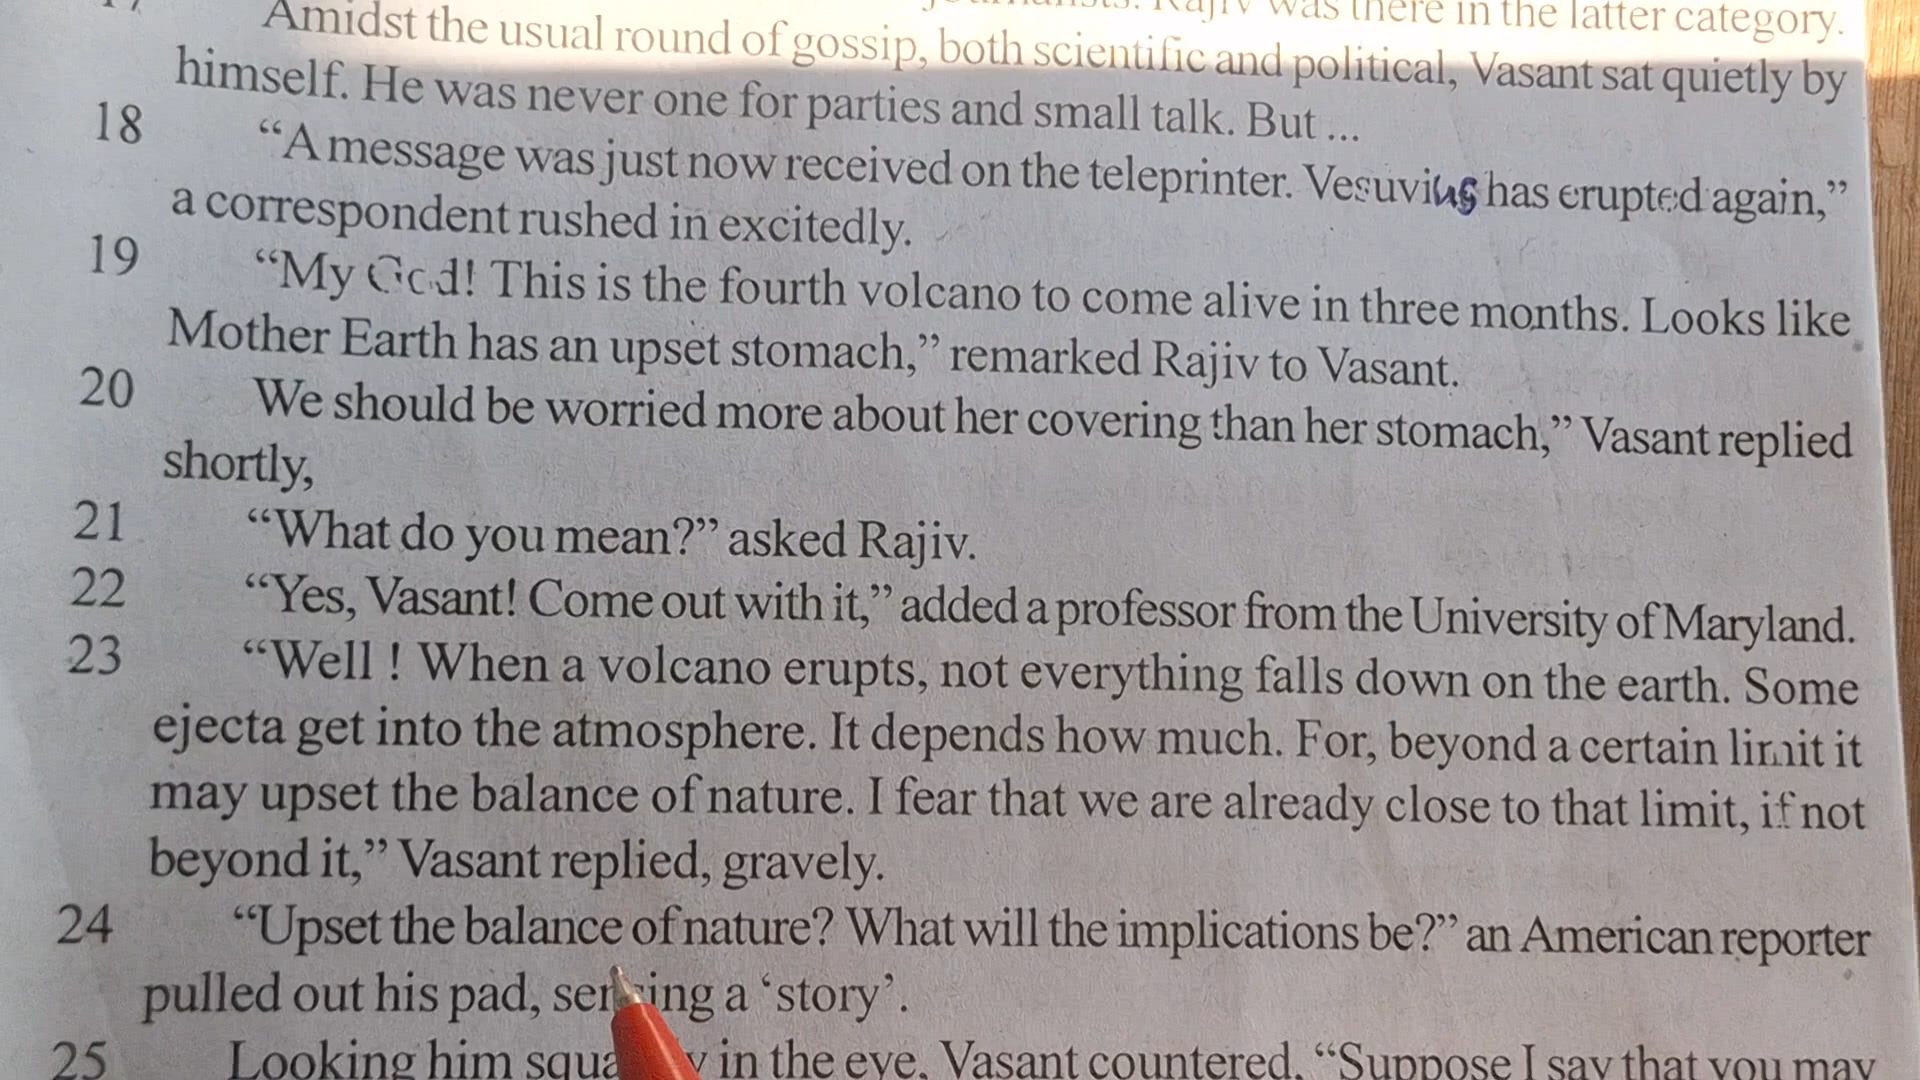 was there in the latter category.
Amidst the usual round of gossip, both scientific and political, Vasant sat quietly by
himself. He was never one for parties and small talk. But ...
18 “A message was just now received on the teleprinter. Vesuvius has erupted again,”
a correspondent rushed in excitedly.
19 “My God! This is the fourth volcano to come alive in three months. Looks like
Mother Earth has an upset stomach,” remarked Rajiv to Vasant.
20 We should be worried more about her covering than her stomach,” Vasant replied
shortly,
21 “What do you mean?” asked Rajiv.
22 “Yes, Vasant! Come out with it,” added a professor from the University of Maryland.
23 “Well ! When a volcano erupts, not everything falls down on the earth. Some
ejecta get into the atmosphere. It depends how much. For, beyond a certain limit it
may upset the balance of nature. I fear that we are already close to that limit, if not
beyond it,” Vasant replied, gravely.
24 “Upset the balance of nature? What will the implications be?” an American reporter
pulled out his pad, sensing a ‘story’.
25 Looking him in the eye, Vasant countered, “Suppose I say that you may